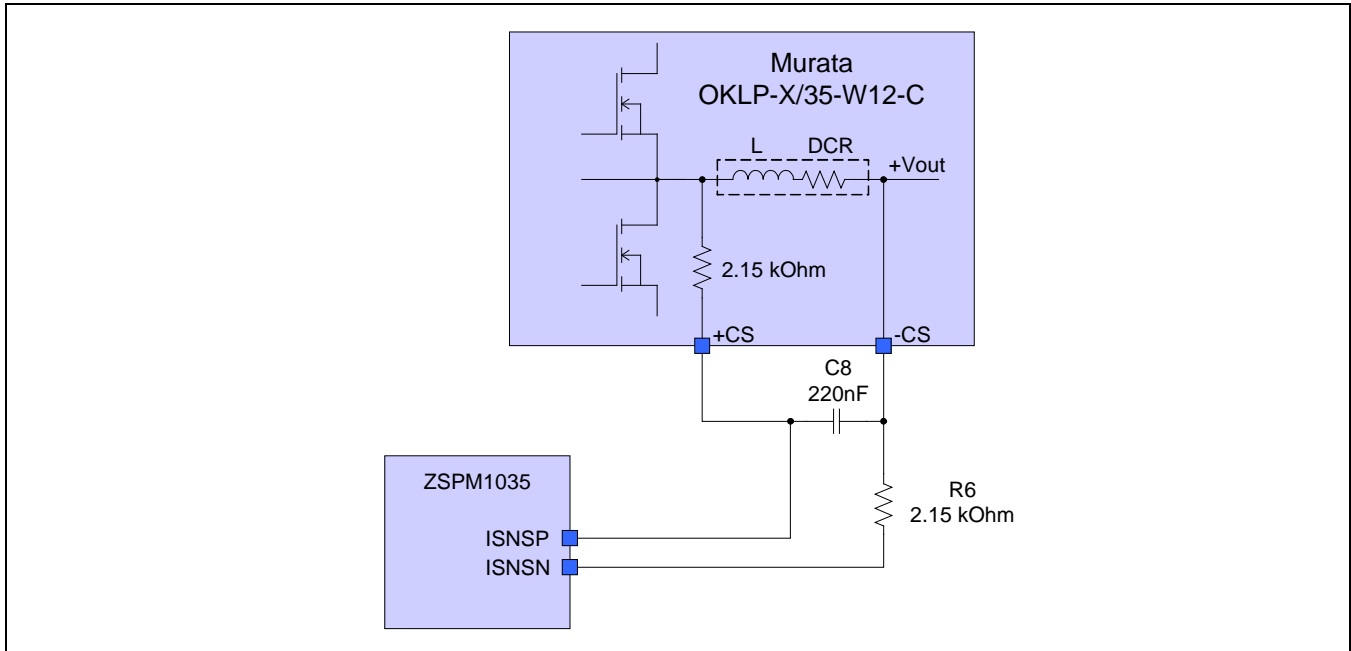 Murata
OKLP-X/35-W12-C
L DCR
+Vout
2.15 kOhm
+CS
-CS
C8
220nF
ZSPM1035
R6
2.15 kOhm
ISNSP
ISNSN